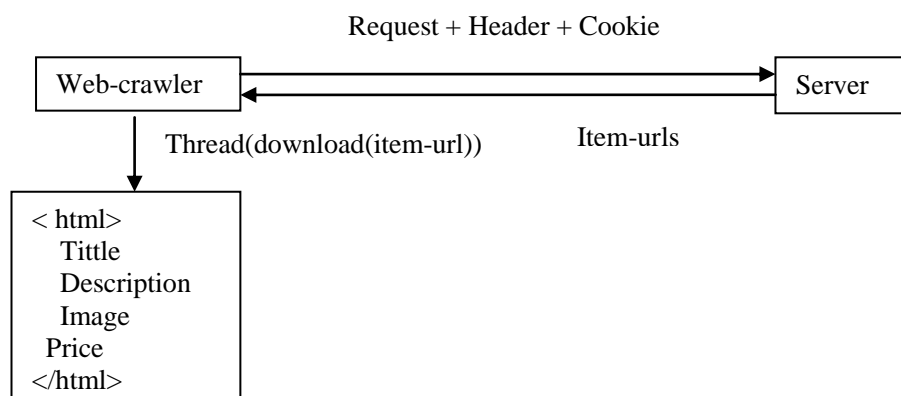 Request + Header + Cookie
Web-crawler
Server
Thread(download(item-url))
Item-urls
< html>
Tittle
Description
Image
Price
</html>